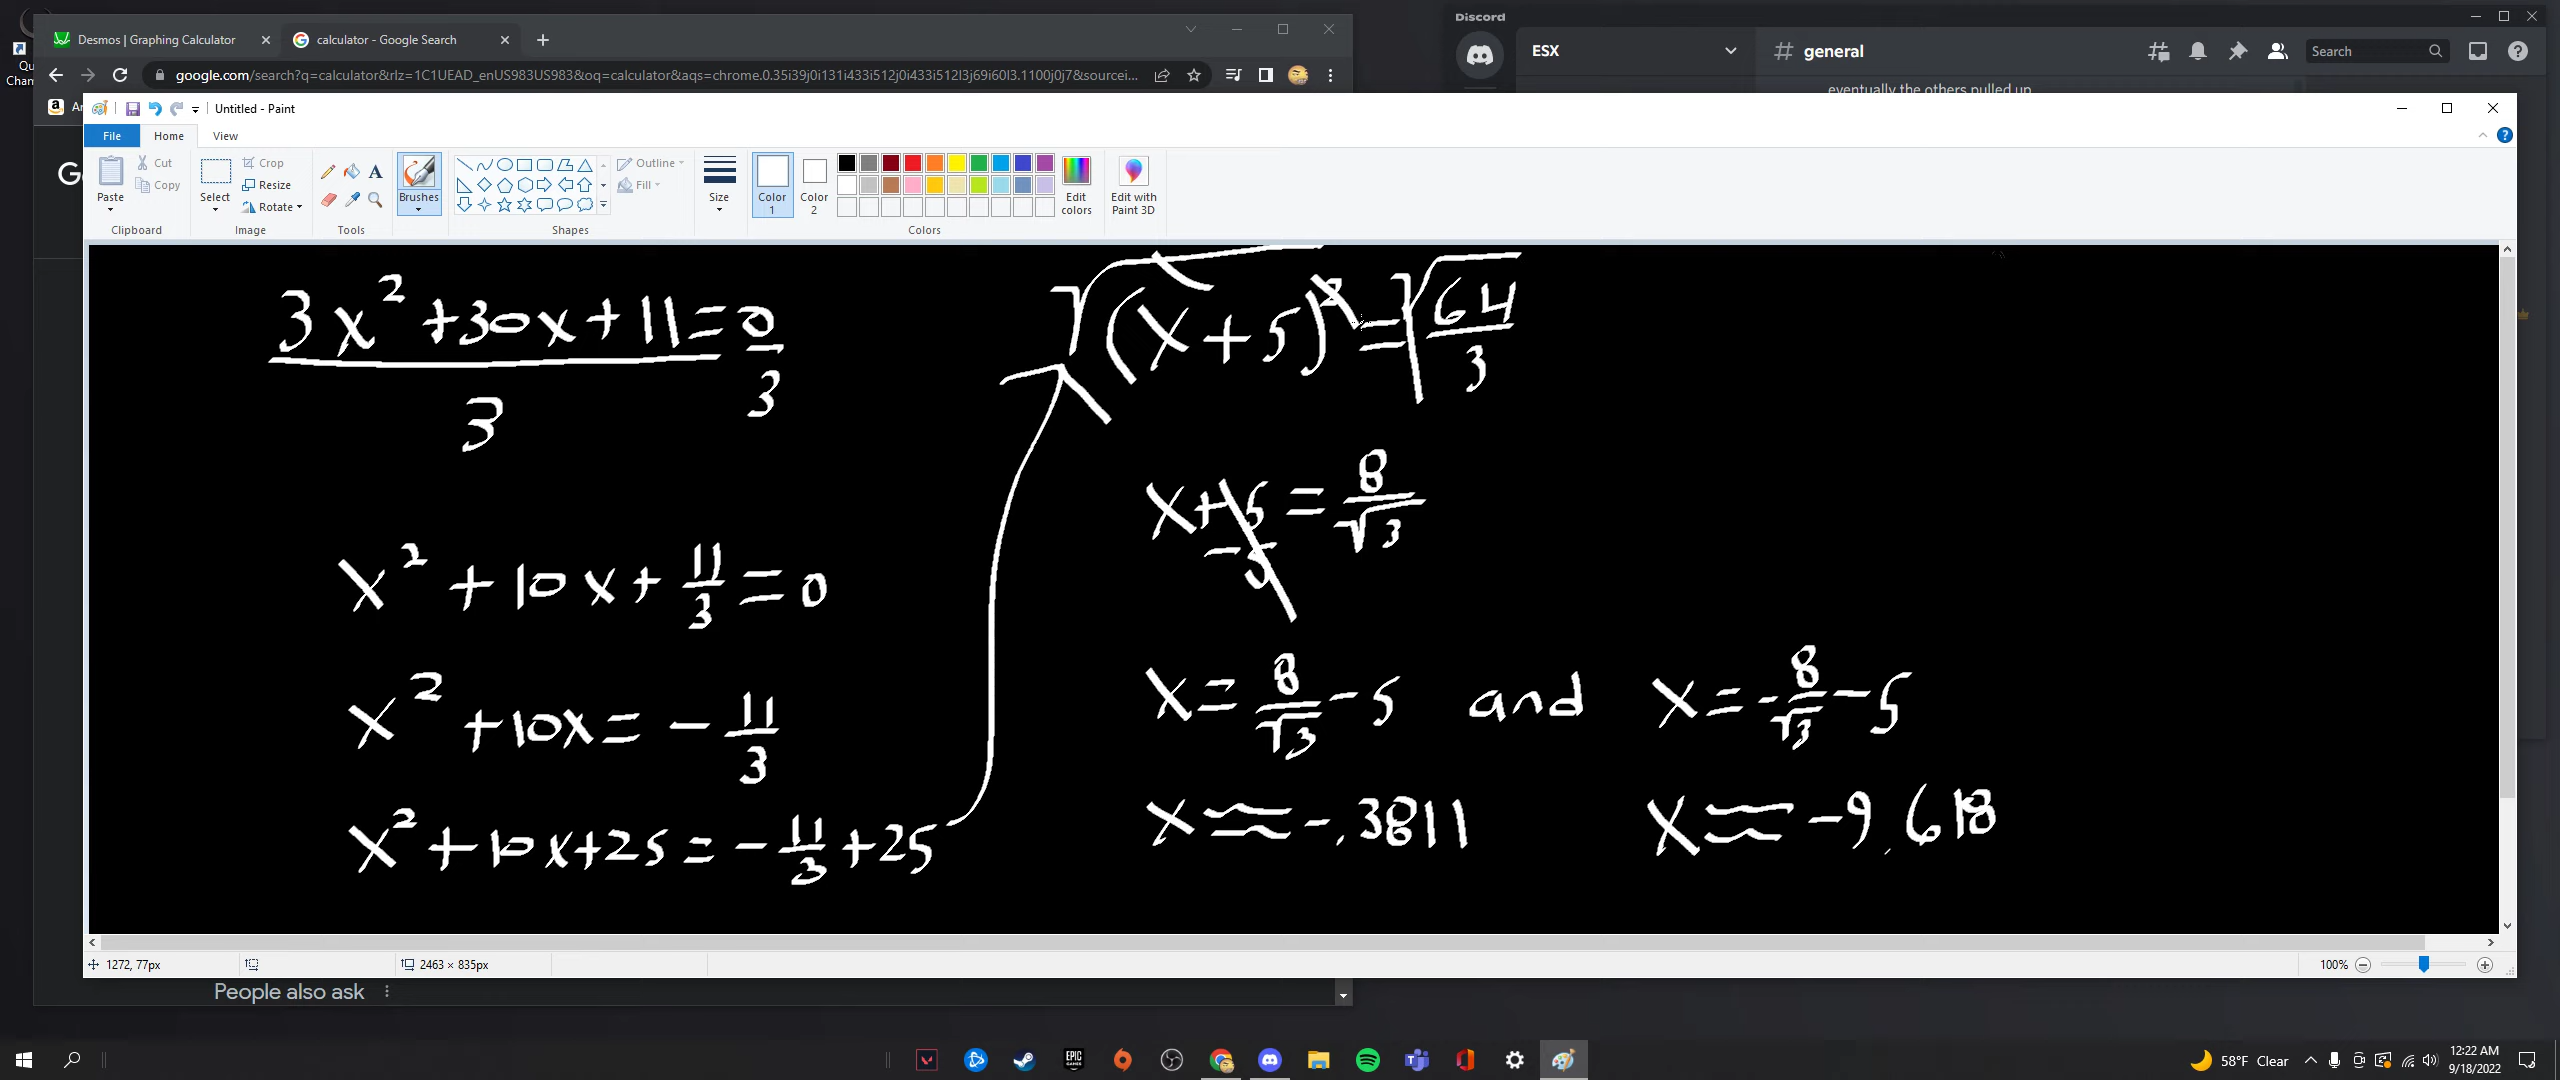 Desmos | Graphing Calculator
calculator - Google Search
Discord
ESX
# general
Search
google.com/search?q=calculator&rlz=1C1UEAD_enUS983US983&oq=calculator&aqs=chrome.0.35i39j0i131i433i512j0i433i512l3j69i60l3.1100j0j7&sourcei...
eventually the others pulled up
Untitled - Paint
File Home View
Paste
Cut
Copy
Clipboard
Select
Crop
Resize
Rotate
Image
Tools
Brushes
Outline
Fill
Shapes
Size
Color 1
Color 2
Edit colors
Colors
Edit with Paint 3D
3x²+30x+11=0
3 3
x²+10x+11/3=0
x²+10x=-11/3
x²+10x+25=-11/3+25
√(x+5)²=√64/3
x+5=8/√3
-5
x=8/√3-5 and x=-8/√3-5
x≈-.3811 x≈-9.618
1272, 77px
2463 × 835px
100%
People also ask
58°F Clear
12:22 AM
9/18/2022